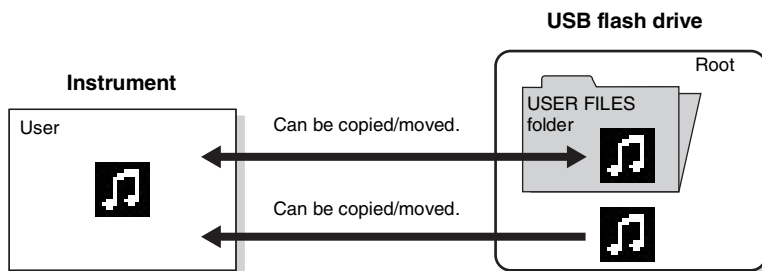 USB flash drive
Instrument
Root
User
USER FILES
folder
Can be copied/moved.
Can be copied/moved.